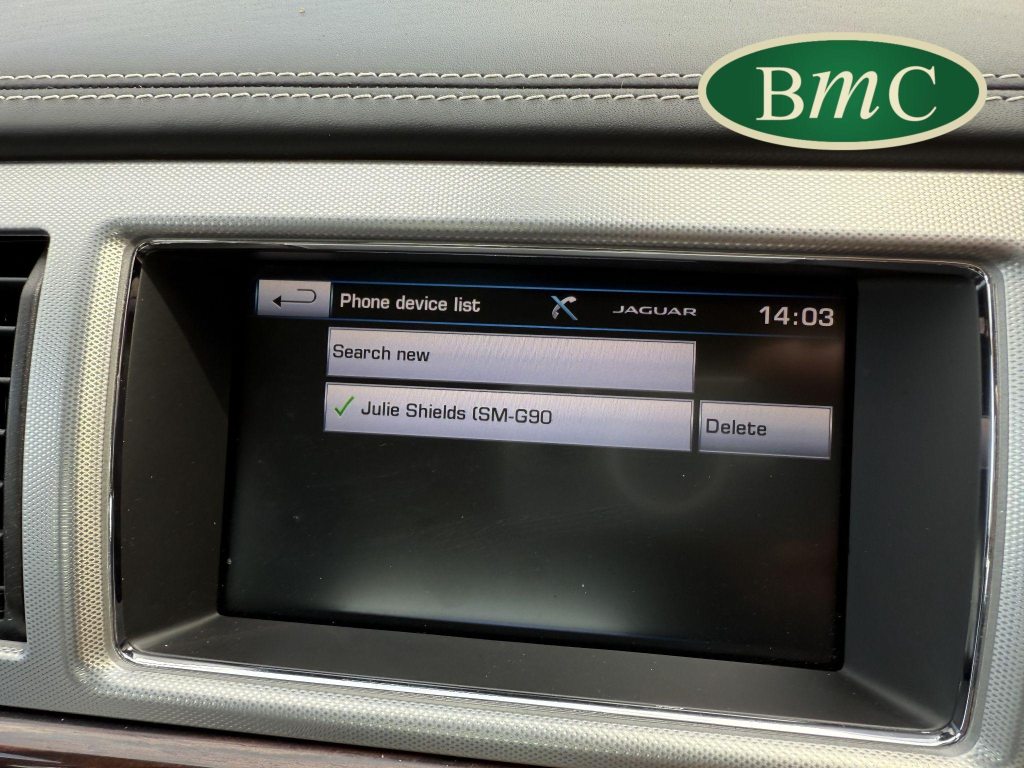 BmC
Phone device list JAGUAR 14:03
Search new
Julie Shields (SM-G90
Delete